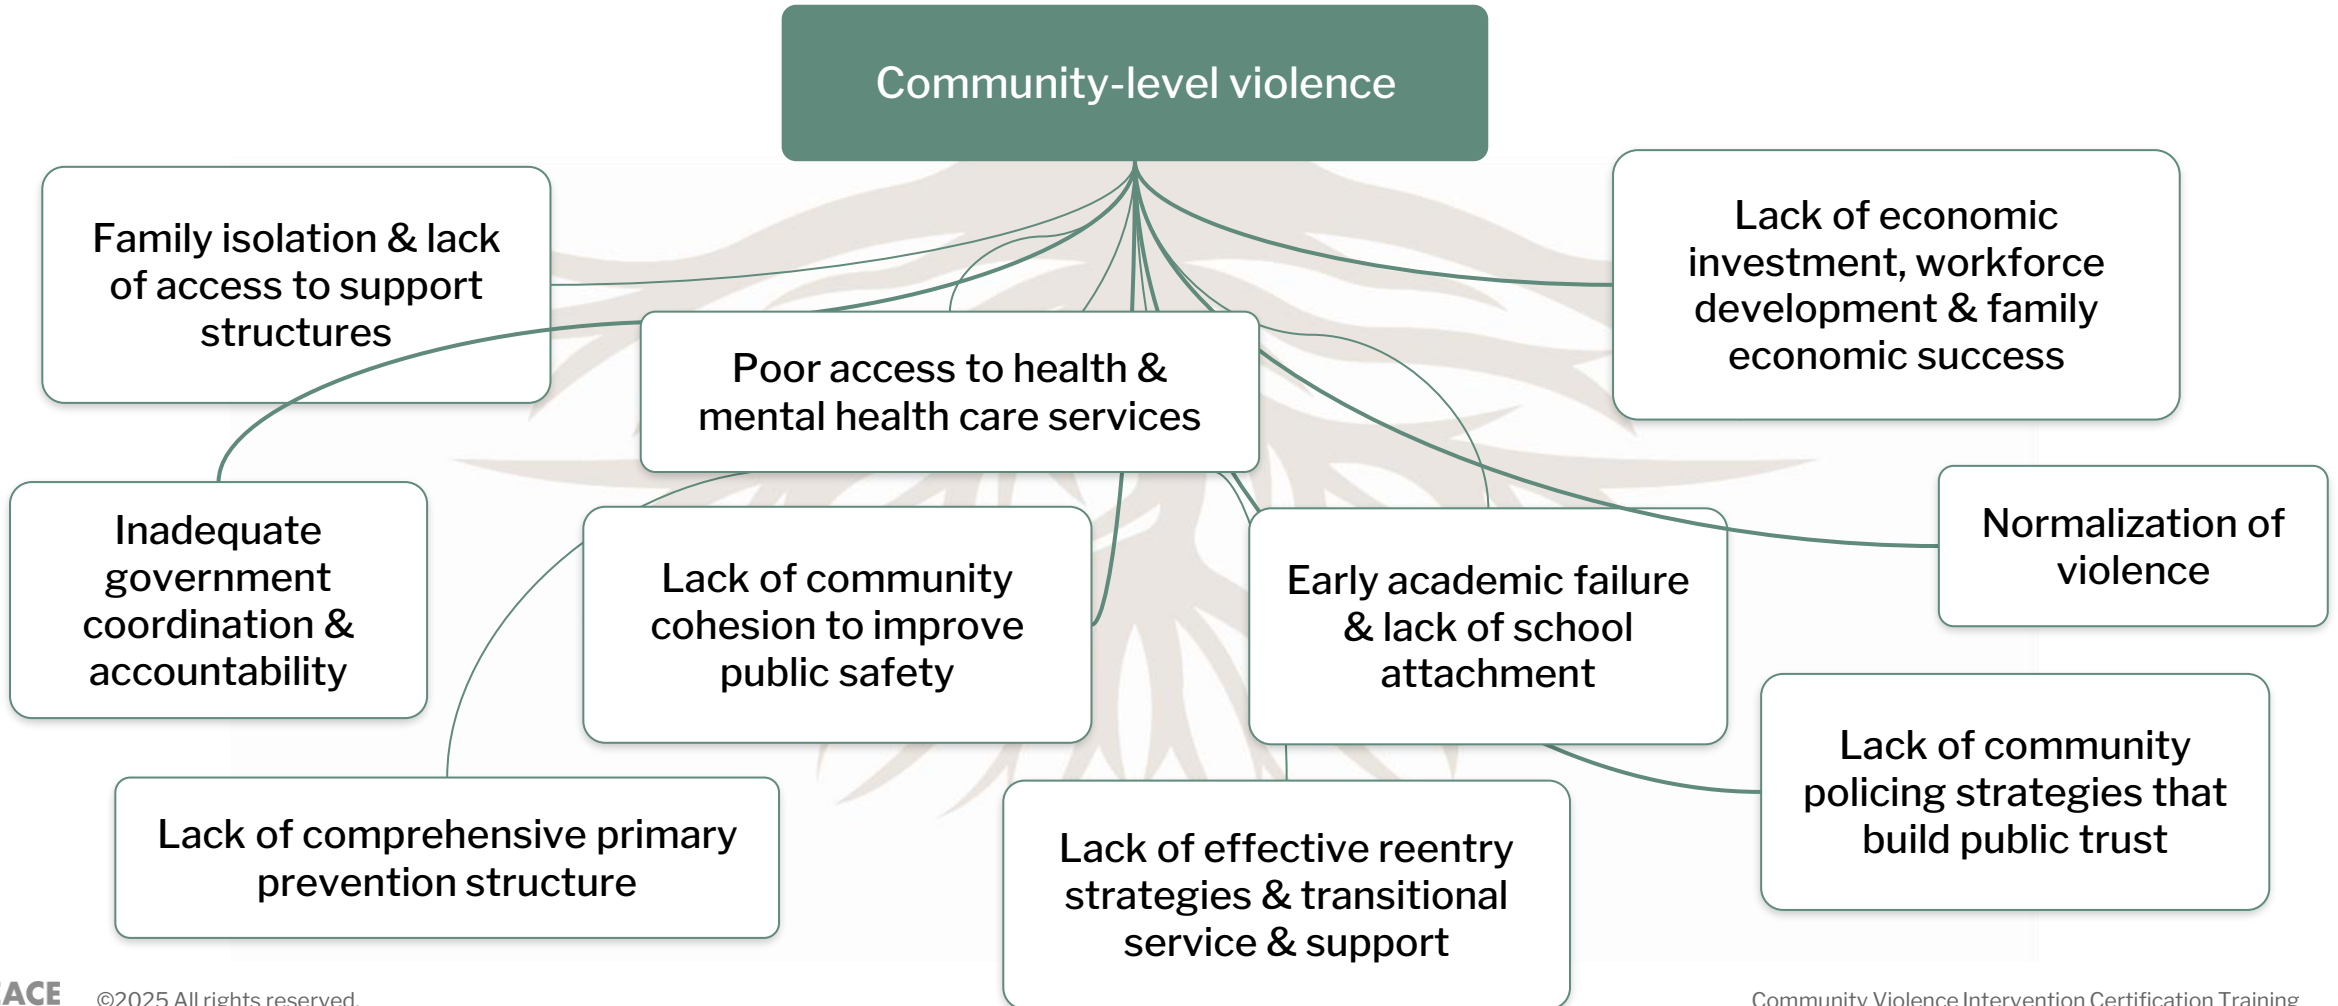 Community-level violence
Family isolation & lack
of access to support
structures
Lack of economic
investment, workforce
development & family
economic success
Poor access to health &
mental health care services
Inadequate
government
coordination &
accountability
Lack of community
cohesion to improve
public safety
Early academic failure
& lack of school
attachment
Normalization of
violence
Lack of comprehensive primary
prevention structure
Lack of effective reentry
strategies & transitional
service & support
Lack of community
policing strategies that
build public trust
ACE ©2025 All rights reserved.
Community Violence Intervention Certification Training